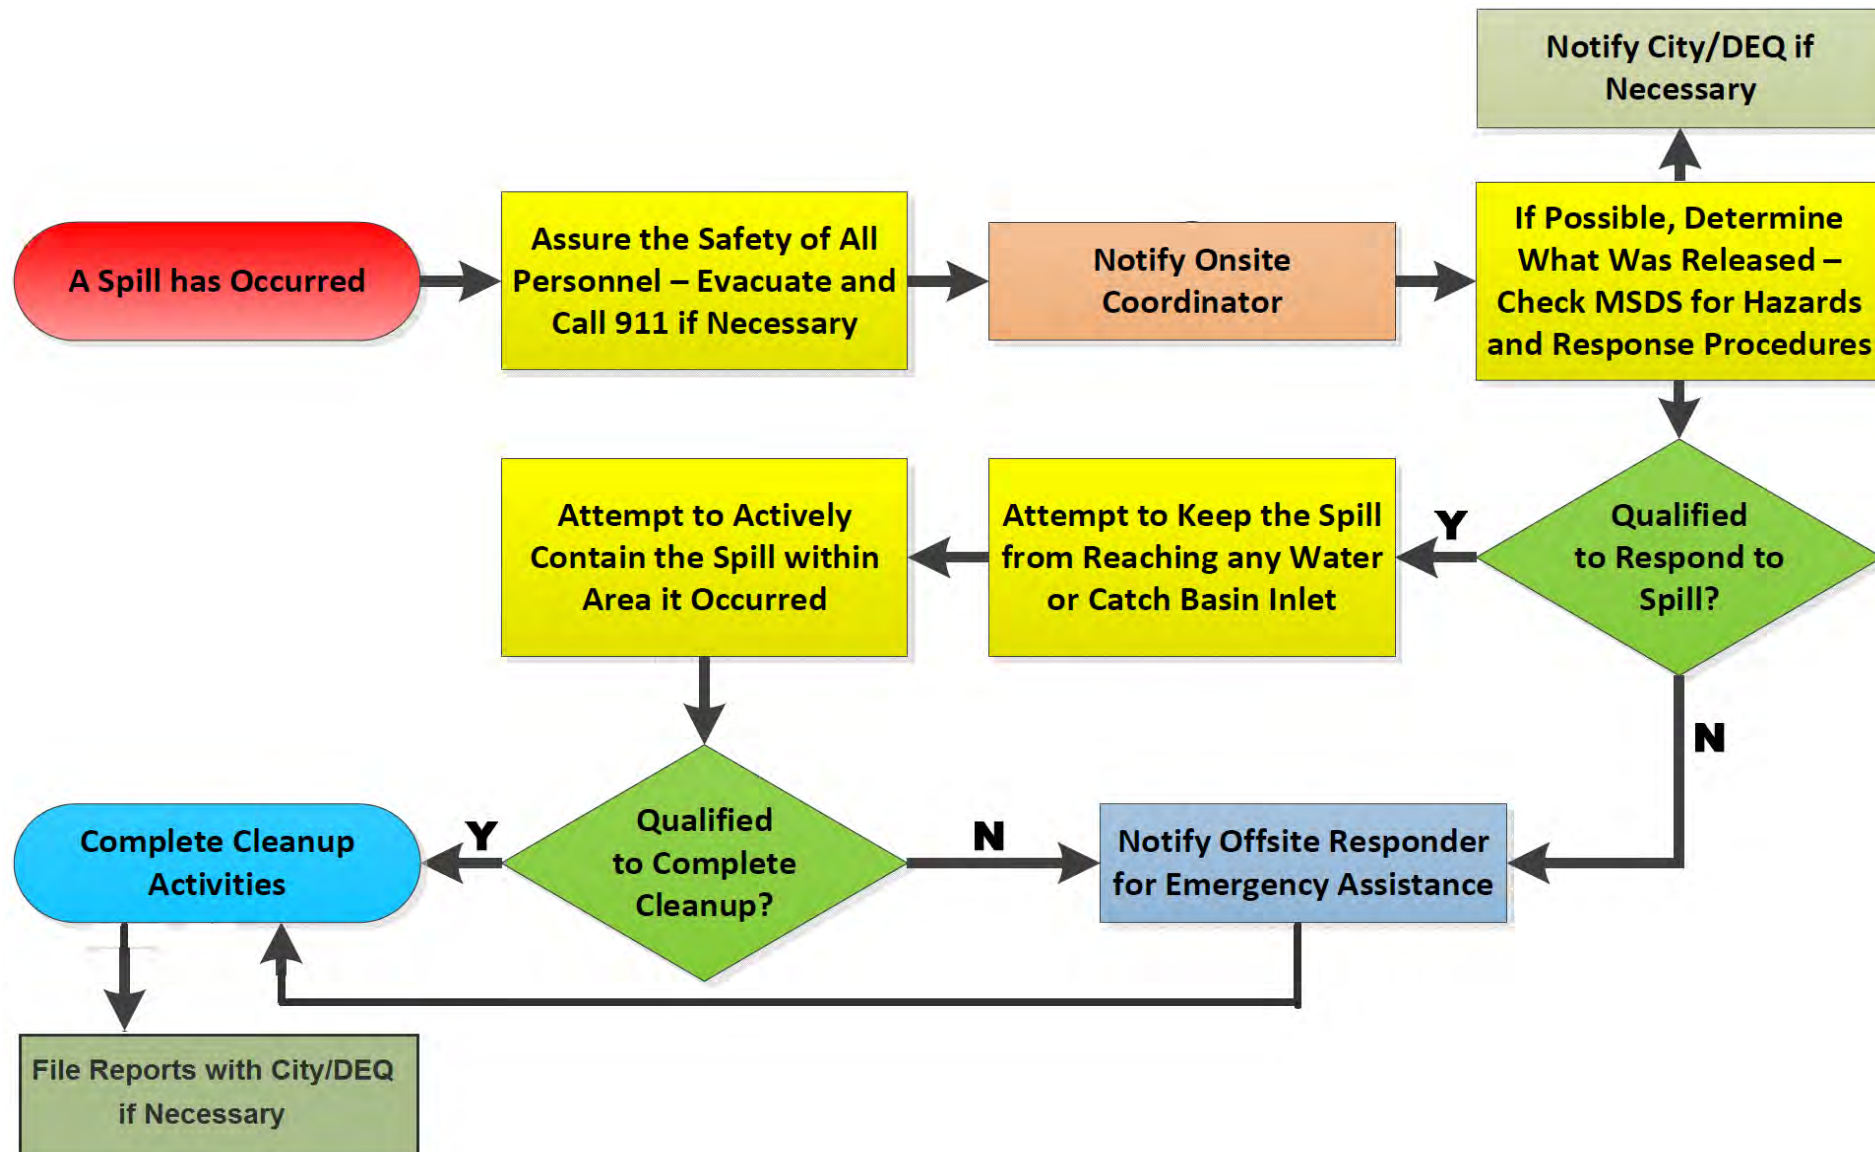 Notify City/DEQ if
Necessary
A Spill has Occurred
Assure the Safety of All
Personnel – Evacuate and
Call 911 if Necessary
Notify Onsite
Coordinator
If Possible, Determine
What Was Released –
Check MSDS for Hazards
and Response Procedures
Attempt to Actively
Contain the Spill within
Area it Occurred
Attempt to Keep the Spill
from Reaching any Water
or Catch Basin Inlet
Y
Qualified
to Respond to
Spill?
N
Complete Cleanup
Activities
Y
Qualified
to Complete
Cleanup?
N
Notify Offsite Responder
for Emergency Assistance
File Reports with City/DEQ
if Necessary